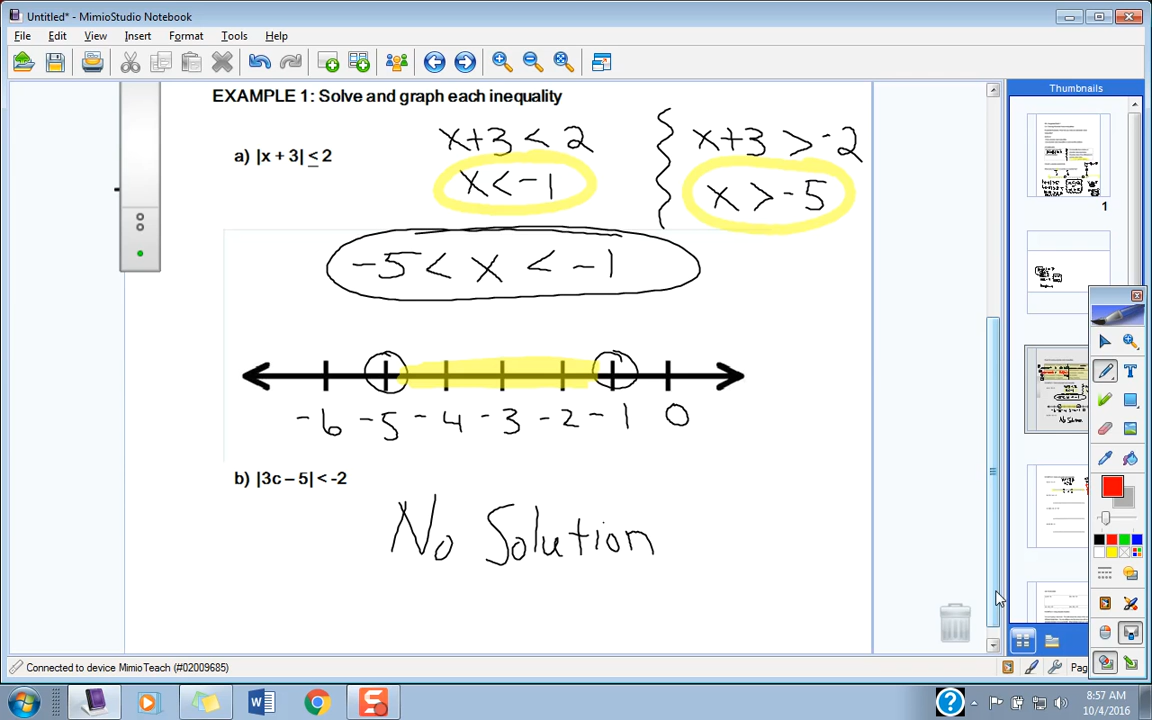 Untitled* - MimioStudio Notebook
File Edit View Insert Format Tools Help
EXAMPLE 1: Solve and graph each inequality
a) |x + 3| ≤ 2
x+3 < 2
x < -1
x+3 > -2
x > -5
-5 < x < -1
-6 -5 -4 -3 -2 -1 0
b) |3c – 5| < -2
No Solution
Thumbnails
1
Connected to device MimioTeach (#02009685)
Pag
8:57 AM
10/4/2016